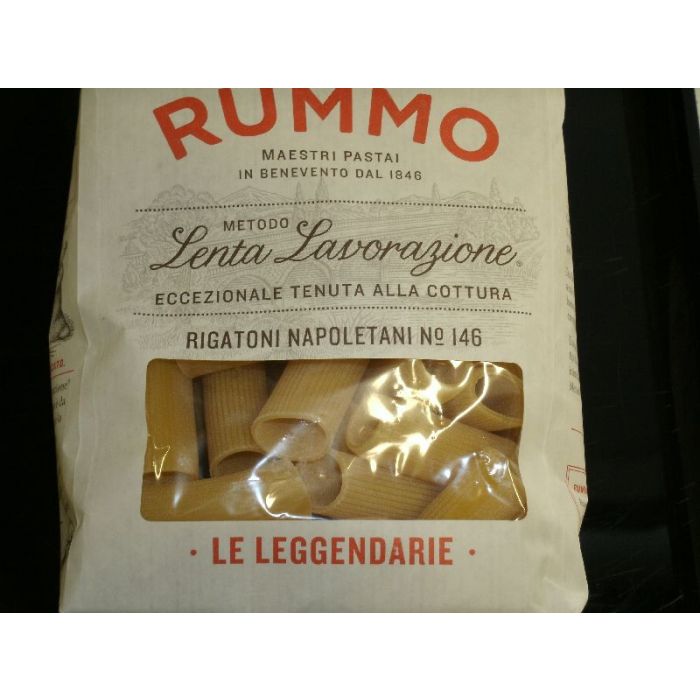 RUMMO
MAESTRI PASTAI
IN BENEVENTO DAL 1846
METODO
Lenta Lavorazione®
ECCEZIONALE TENUTA ALLA COTTURA
RIGATONI NAPOLETANI Nº 146
· LE LEGGENDARIE ·